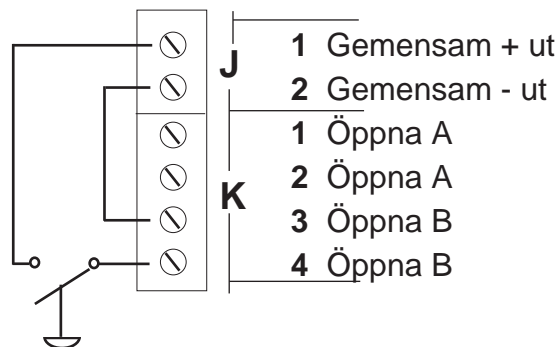 J
1 Gemensam + ut
2 Gemensam - ut
K
1 Öppna A
2 Öppna A
3 Öppna B
4 Öppna B